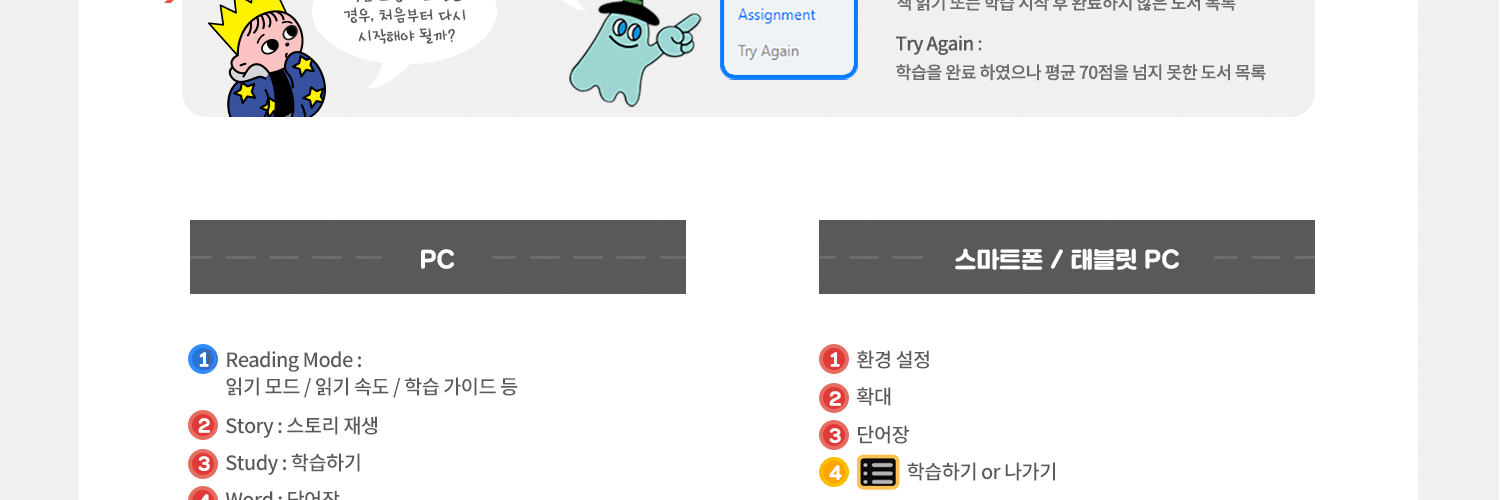 경우, 처음부터 다시
시작해야 될까?
Assignment
Try Again
책 읽기 또는 학습 시작 후 완료하지 않은 도서 목록
Try Again :
학습을 완료 하였으나 평균 70점을 넘지 못한 도서 목록
PC
1 Reading Mode :
읽기 모드 / 읽기 속도 / 학습 가이드 등
2 Story : 스토리 재생
3 Study : 학습하기
4 Word : 단어장
스마트폰 / 태블릿 PC
1 환경 설정
2 확대
3 단어장
4 학습하기 or 나가기